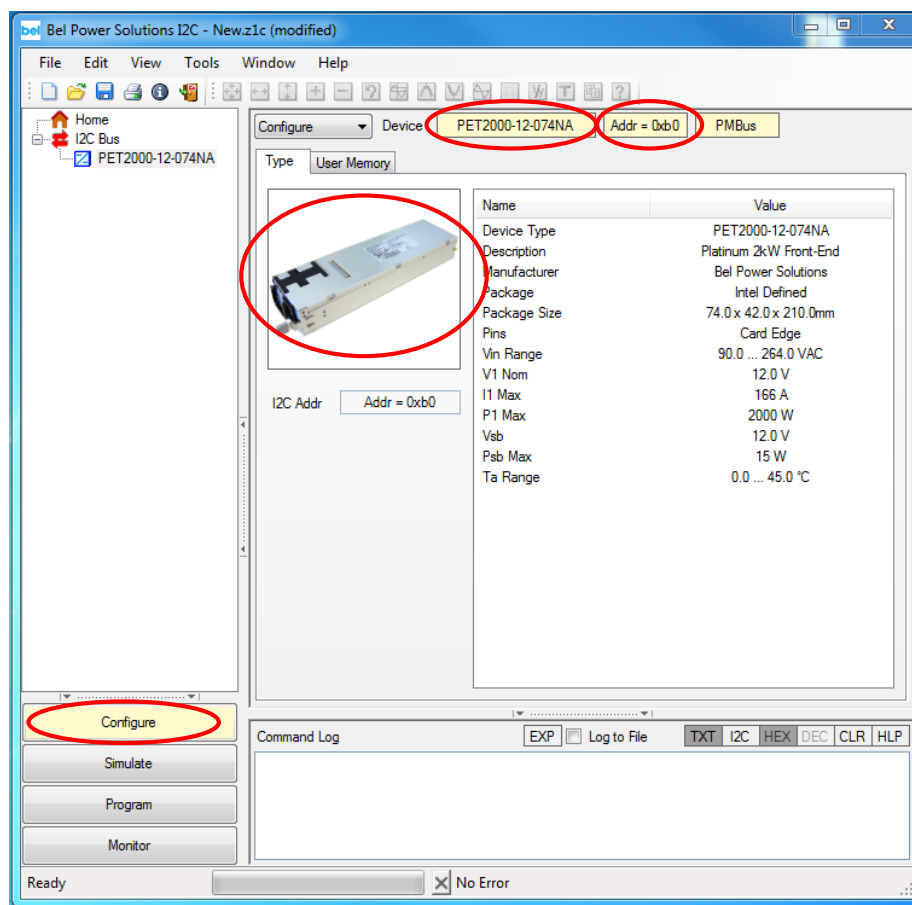 bel Bel Power Solutions I2C - New.z1c (modified)
File Edit View Tools Window Help
Home
I2C Bus
PET2000-12-074NA
Configure Device PET2000-12-074NA Addr = 0xb0 PMBus
Type User Memory
Name Value
Device Type PET2000-12-074NA
Description Platinum 2kW Front-End
Manufacturer Bel Power Solutions
Package Intel Defined
Package Size 74.0 x 42.0 x 210.0mm
Pins Card Edge
Vin Range 90.0 ... 264.0 VAC
V1 Nom 12.0 V
I1 Max 166 A
P1 Max 2000 W
Vsb 12.0 V
Psb Max 15 W
Ta Range 0.0 ... 45.0 °C
I2C Addr Addr = 0xb0
Configure
Simulate
Program
Monitor
Command Log EXP Log to File TXT I2C HEX DEC CLR HLP
Ready No Error